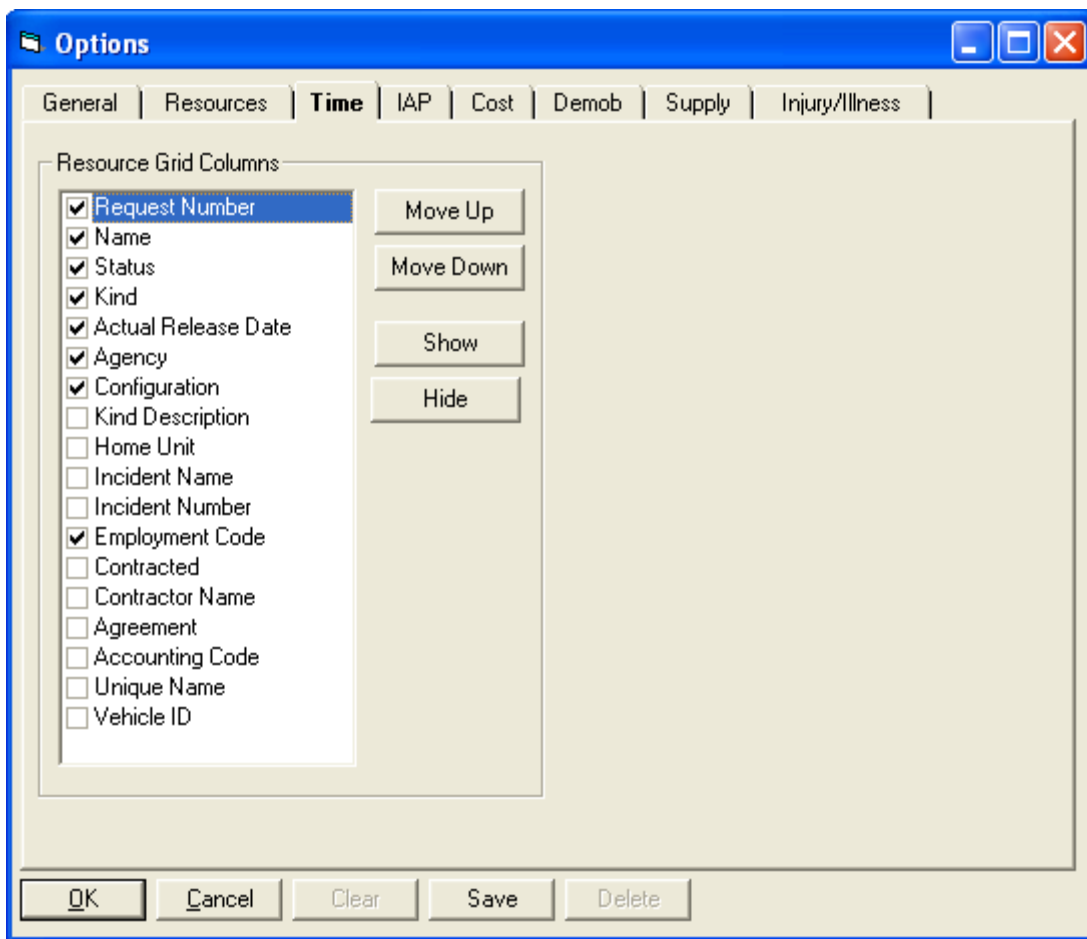 Options
General Resources Time IAP Cost Demob Supply Injury/Illness
Resource Grid Columns
Request Number
Name
Status
Kind
Actual Release Date
Agency
Configuration
Kind Description
Home Unit
Incident Name
Incident Number
Employment Code
Contracted
Contractor Name
Agreement
Accounting Code
Unique Name
Vehicle ID
Move Up
Move Down
Show
Hide
OK Cancel Clear Save Delete